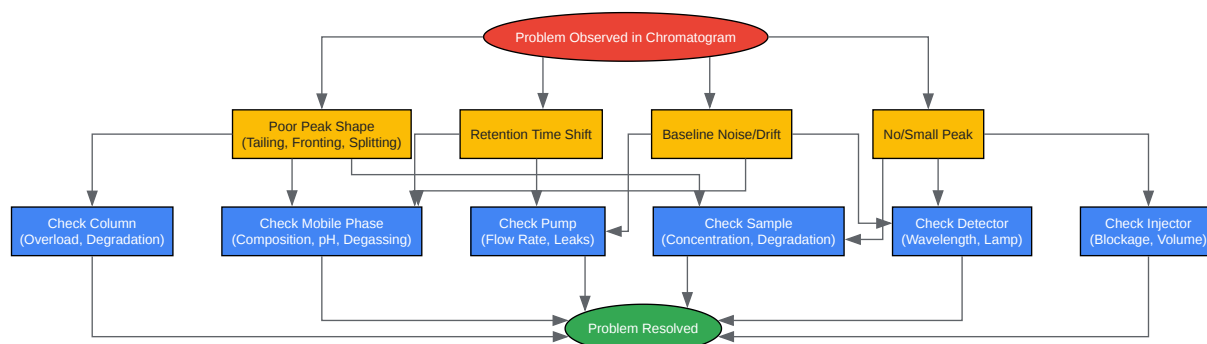 Problem Observed in Chromatogram
Poor Peak Shape
(Tailing, Fronting, Splitting)
Retention Time Shift
Baseline Noise/Drift
No/Small Peak
Check Column
(Overload, Degradation)
Check Mobile Phase
(Composition, pH, Degassing)
Check Pump
(Flow Rate, Leaks)
Check Sample
(Concentration, Degradation)
Check Detector
(Wavelength, Lamp)
Check Injector
(Blockage, Volume)
Problem Resolved